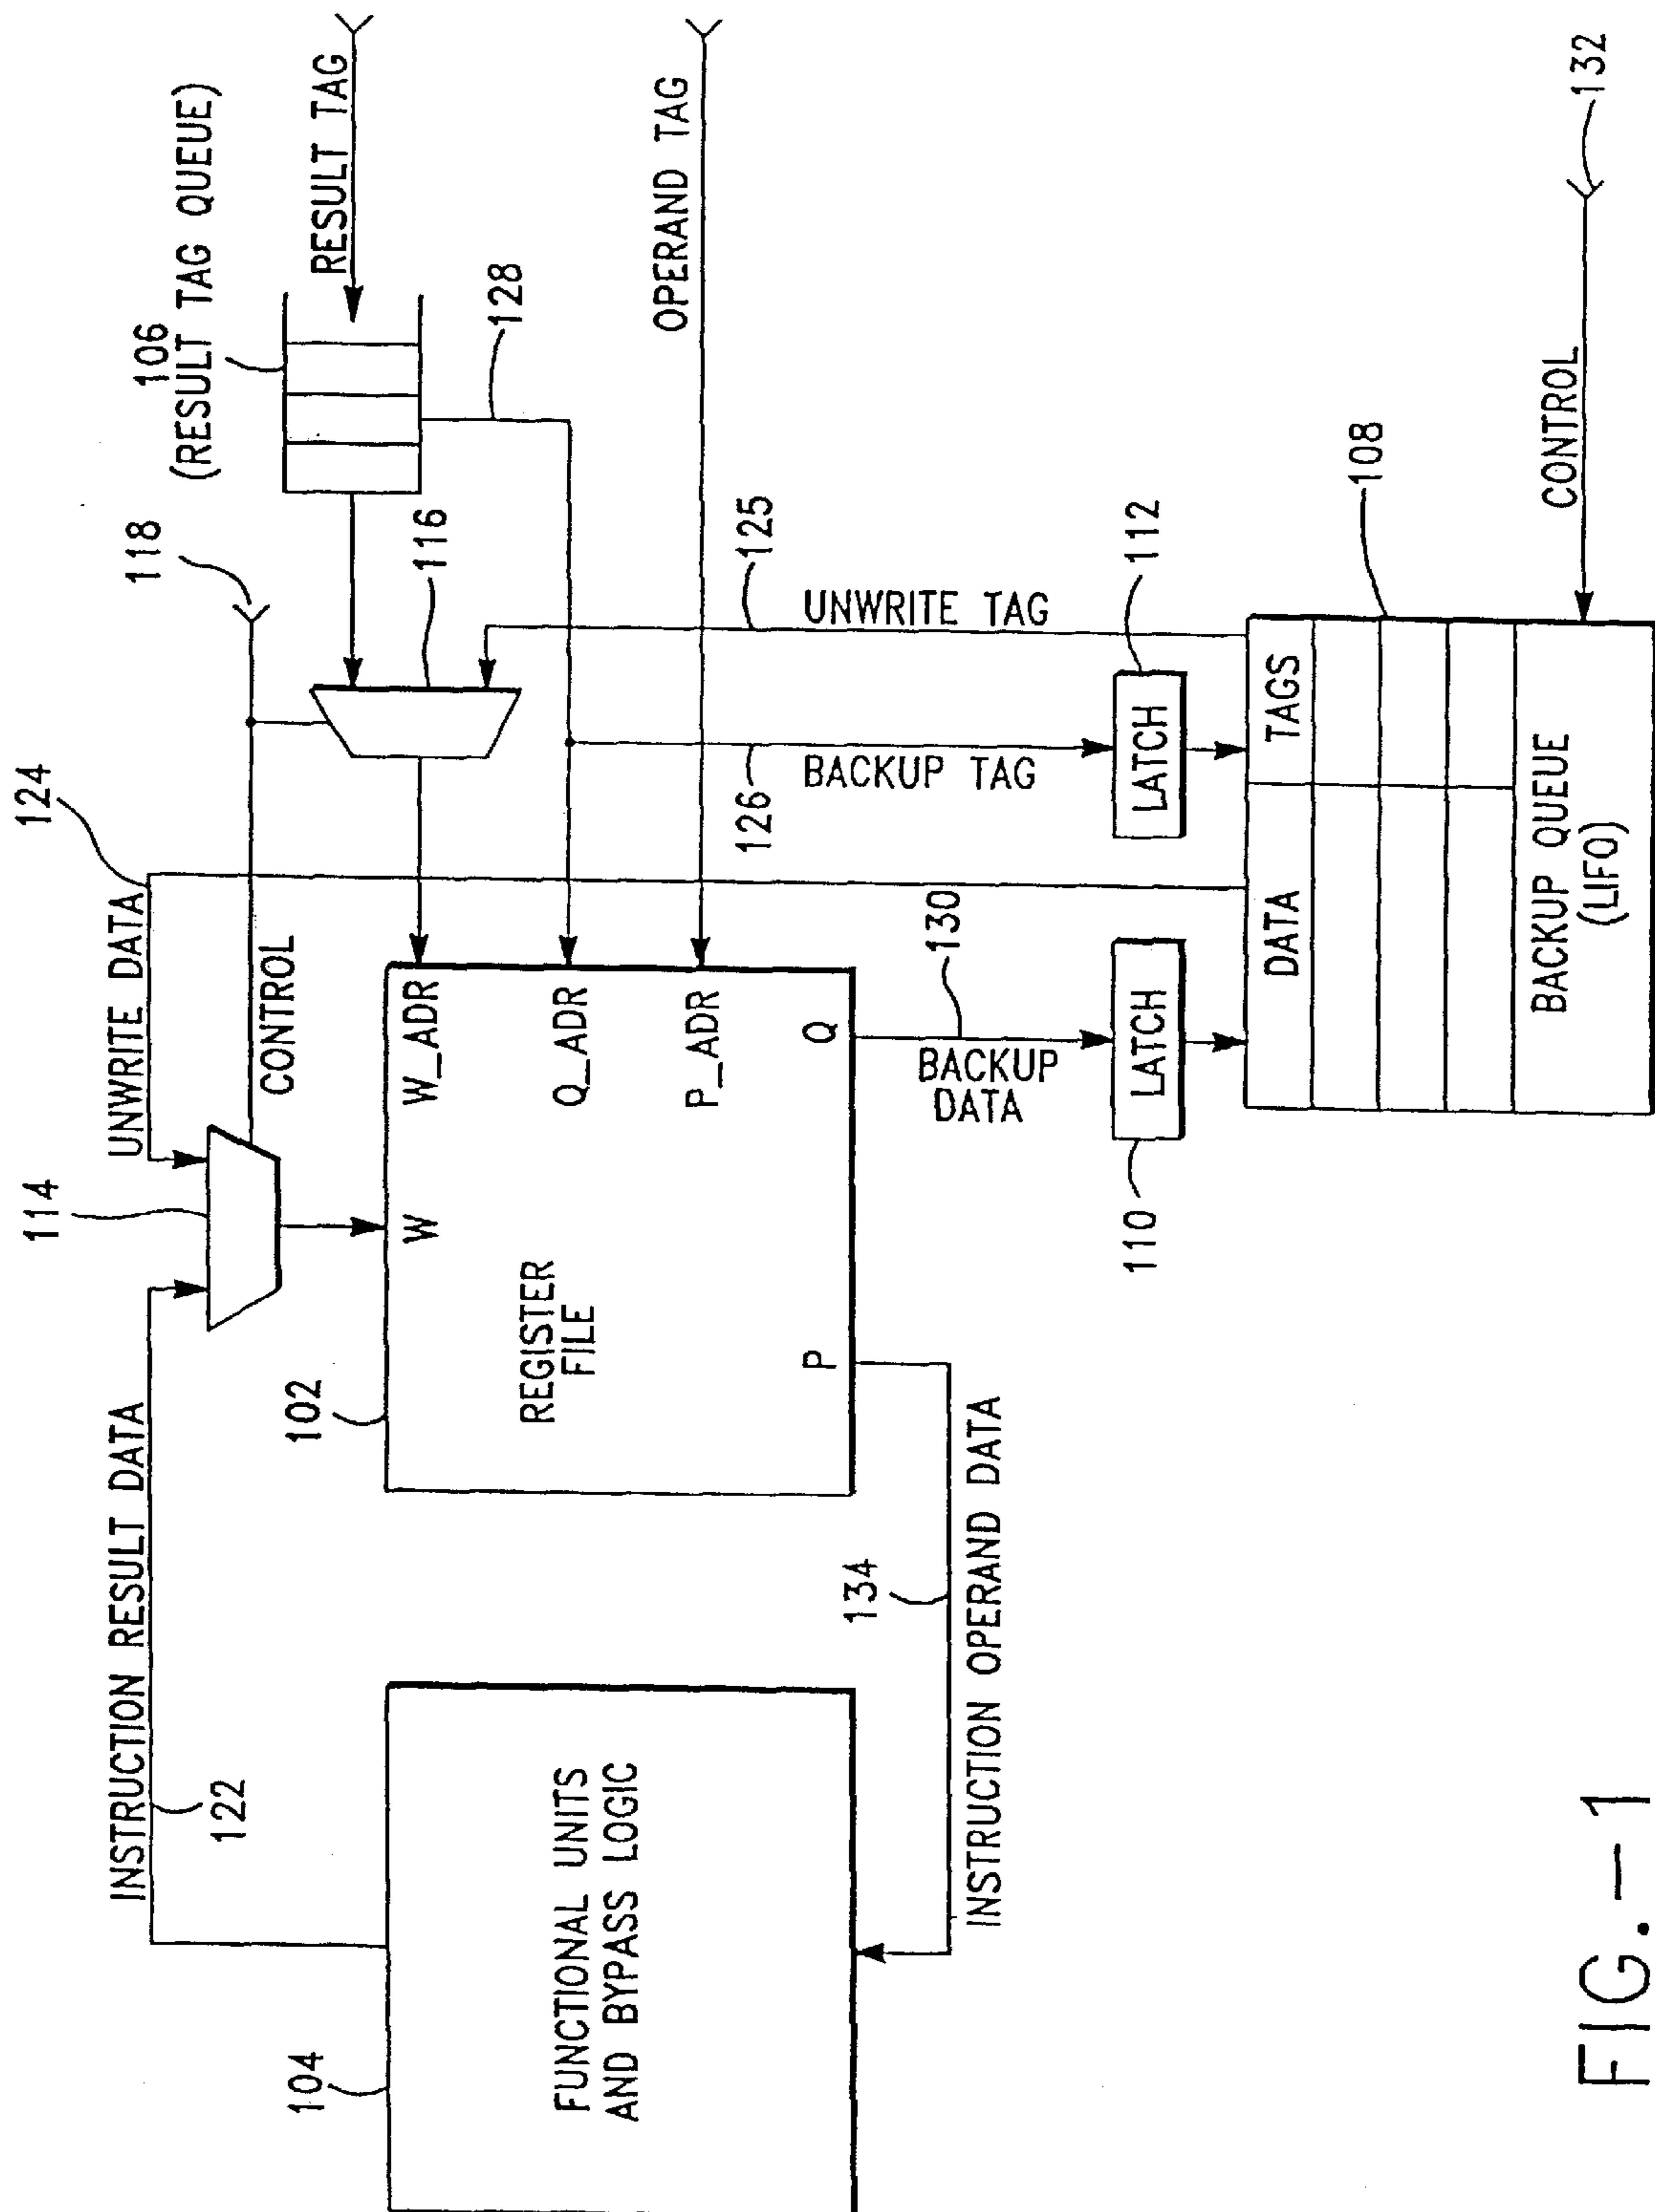 INSTRUCTION RESULT DATA
122
104
FUNCTIONAL UNITS
AND BYPASS LOGIC
134
INSTRUCTION OPERAND DATA
114
UNWRITE DATA
124
CONTROL
118
106
(RESULT TAG QUEUE)
RESULT TAG
116
128
OPERAND TAG
102
REGISTER
FILE
W
W_ADR
Q_ADR
P_ADR
P
Q
130
BACKUP
DATA
126
BACKUP TAG
UNWRITE TAG
125
110
LATCH
112
LATCH
DATA
TAGS
108
BACKUP QUEUE
(LIFO)
CONTROL
132
FIG.-1